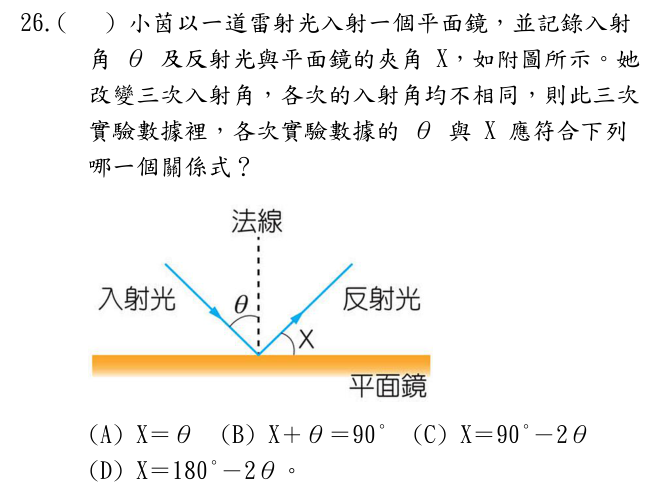 26.(　　)小茵以一道雷射光入射一個平面鏡，並記錄入射
角 θ 及反射光與平面鏡的夾角 X，如附圖所示。她
改變三次入射角，各次的入射角均不相同，則此三次
實驗數據裡，各次實驗數據的 θ 與 X 應符合下列
哪一個關係式？
法線
入射光 θ 反射光
X
平面鏡
(A) X＝θ (B) X＋θ＝90° (C) X＝90°－2θ
(D) X＝180°－2θ。